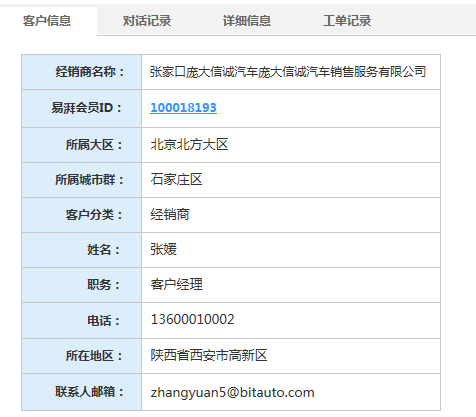 客户信息 对话记录 详细信息 工单记录
经销商名称： 张家口庞大信诚汽车庞大信诚汽车销售服务有限公司
易湃会员ID： 100018193
所属大区： 北京北方大区
所属城市群： 石家庄区
客户分类： 经销商
姓名： 张媛
职务： 客户经理
电话： 13600010002
所在地区： 陕西省西安市高新区
联系人邮箱： zhangyuan5@bitauto.com